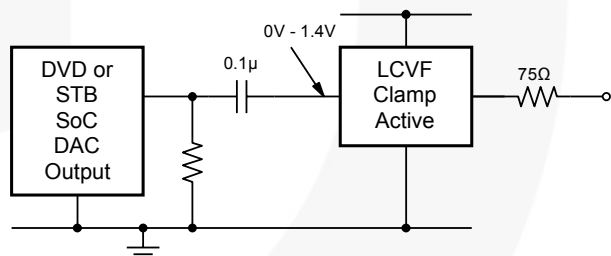 0V - 1.4V
DVD or
STB
SoC
DAC
Output
0.1μ
LCVF
Clamp
Active
75Ω